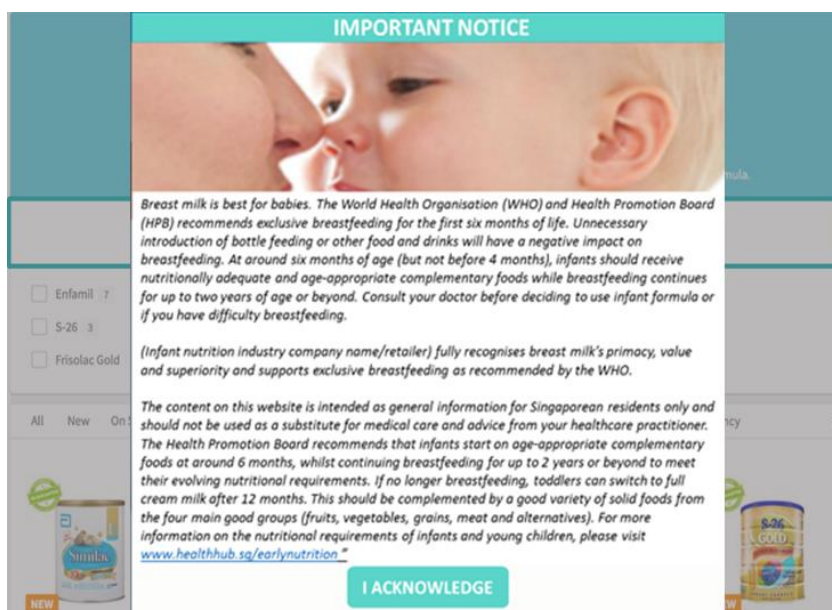 IMPORTANT NOTICE
mula.
Breast milk is best for babies. The World Health Organisation (WHO) and Health Promotion Board
(HPB) recommends exclusive breastfeeding for the first six months of life. Unnecessary
introduction of bottle feeding or other food and drinks will have a negative impact on
breastfeeding. At around six months of age (but not before 4 months), infants should receive
nutritionally adequate and age-appropriate complementary foods while breastfeeding continues
for up to two years of age or beyond. Consult your doctor before deciding to use infant formula or
if you have difficulty breastfeeding.
(Infant nutrition industry company name/retailer) fully recognises breast milk's primacy, value
and superiority and supports exclusive breastfeeding as recommended by the WHO.
The content on this website is intended as general information for Singaporean residents only and
should not be used as a substitute for medical care and advice from your healthcare practitioner.
The Health Promotion Board recommends that infants start on age-appropriate complementary
foods at around 6 months, whilst continuing breastfeeding for up to 2 years or beyond to meet
their evolving nutritional requirements. If no longer breastfeeding, toddlers can switch to full
cream milk after 12 months. This should be complemented by a good variety of solid foods from
the four main good groups (fruits, vegetables, grains, meat and alternatives). For more
information on the nutritional requirements of infants and young children, please visit
www.healthhub.sg/earlynutrition "
I ACKNOWLEDGE
Enfamil 7
S-26 3
Frisolac Gold
All New On S
ncy
Similac
NEW
S-26
GOLD
EW